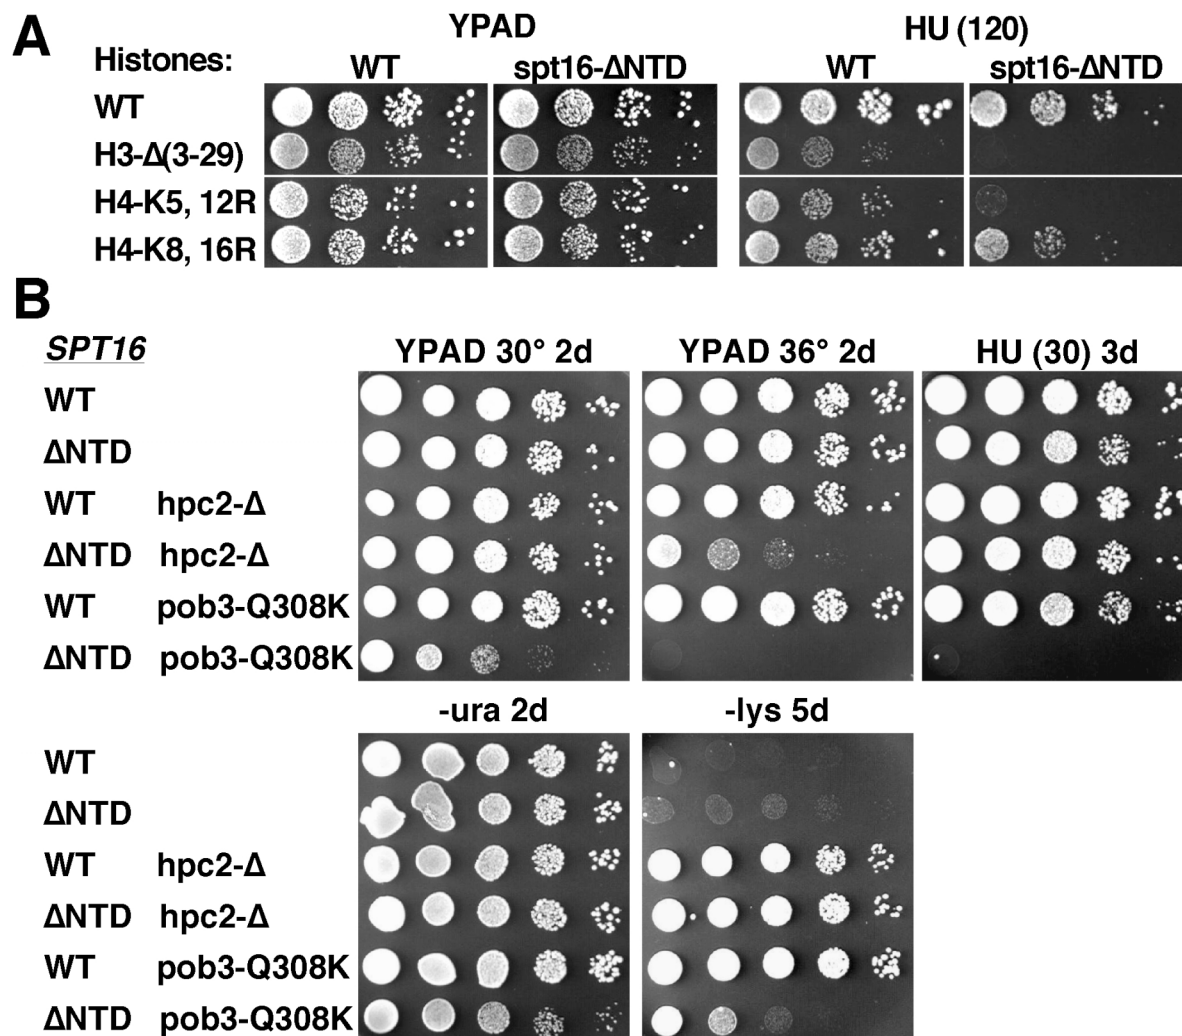 A
YPAD HU (120)
Histones: WT spt16-ΔNTD WT spt16-ΔNTD
WT
H3-Δ(3-29)
H4-K5, 12R
H4-K8, 16R
B
SPT16 YPAD 30° 2d YPAD 36° 2d HU (30) 3d
WT
ΔNTD
WT hpc2-Δ
ΔNTD hpc2-Δ
WT pob3-Q308K
ΔNTD pob3-Q308K
-ura 2d -lys 5d
WT
ΔNTD
WT hpc2-Δ
ΔNTD hpc2-Δ
WT pob3-Q308K
ΔNTD pob3-Q308K